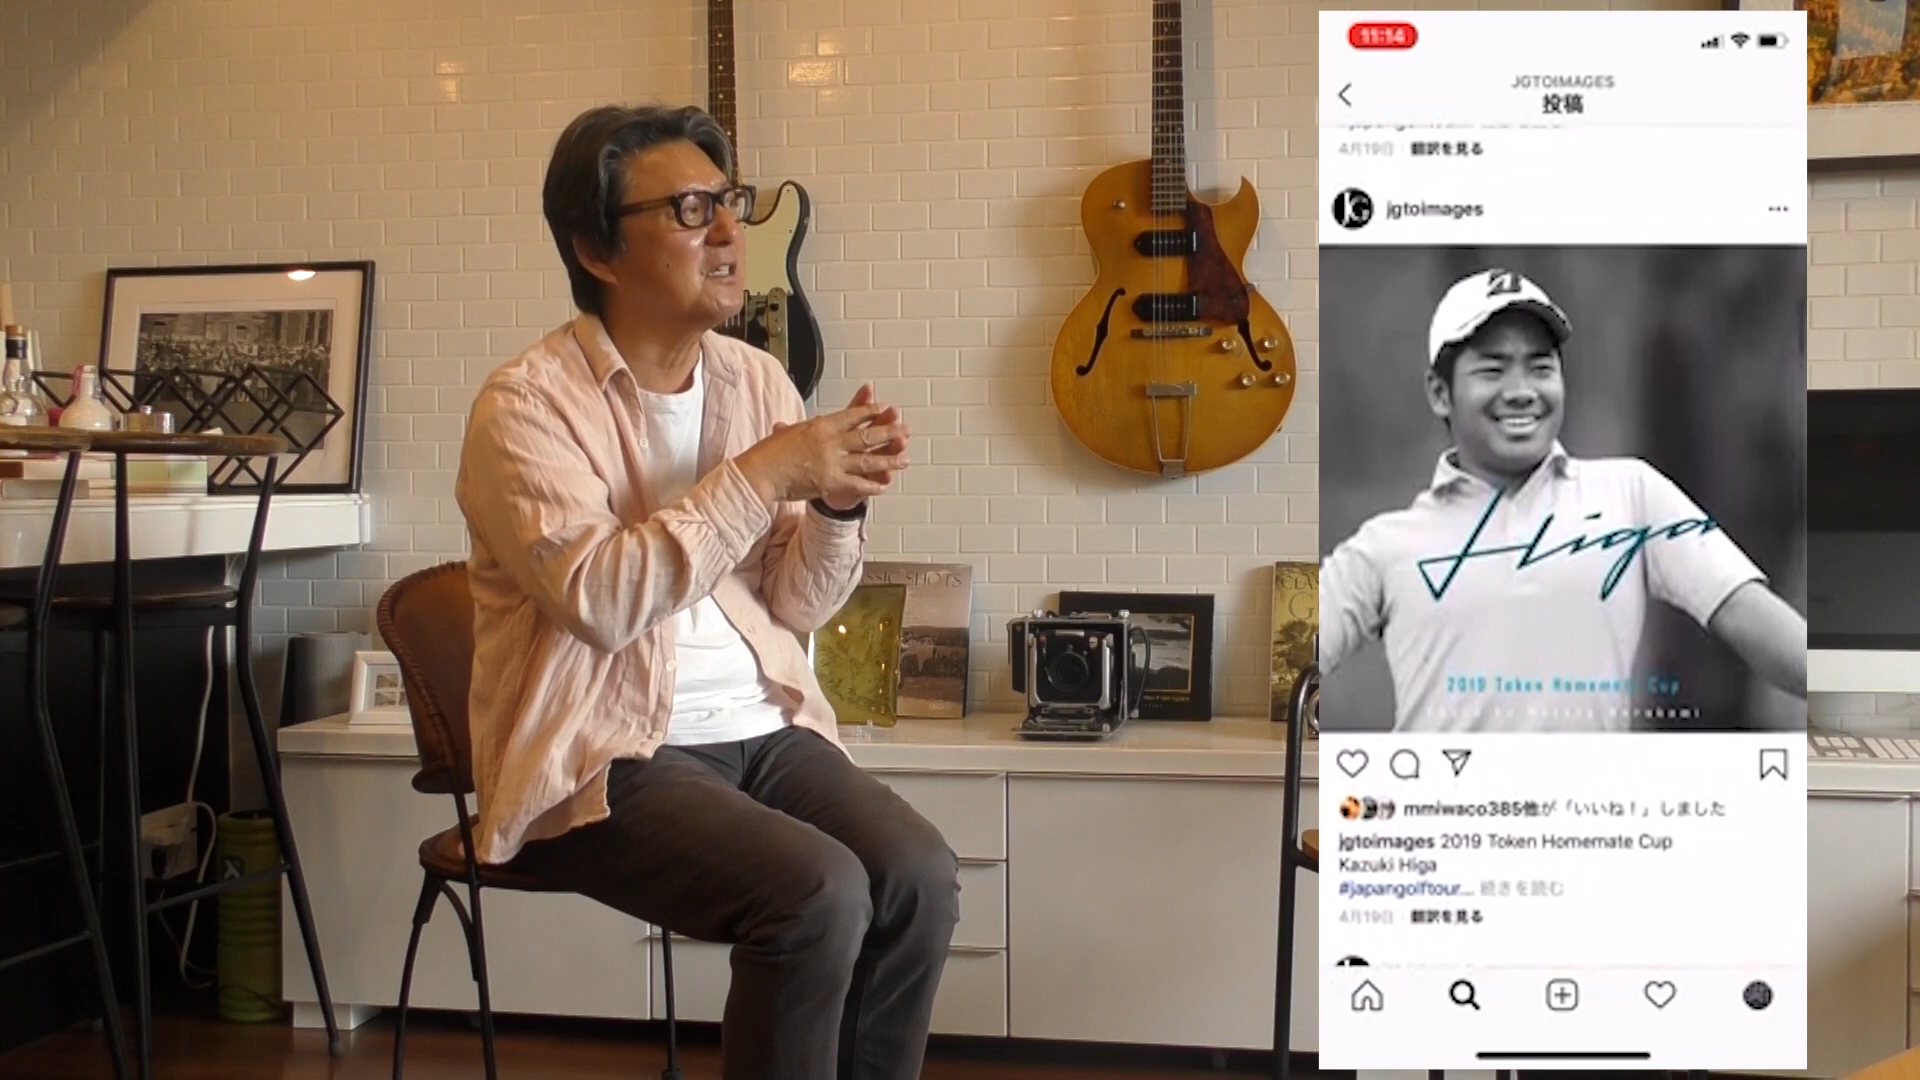 CLASSIC SHOTS
11:14
JGTOIMAGES
投稿
4月19日 · 翻訳を見る
JG jgtoimages
Higa
2019 Token Homemate Cup
mmiwaco385他が「いいね！」しました
jgtoimages 2019 Token Homemate Cup
Kazuki Higa
#japangolftour... 続きを読む
4月19日 · 翻訳を見る